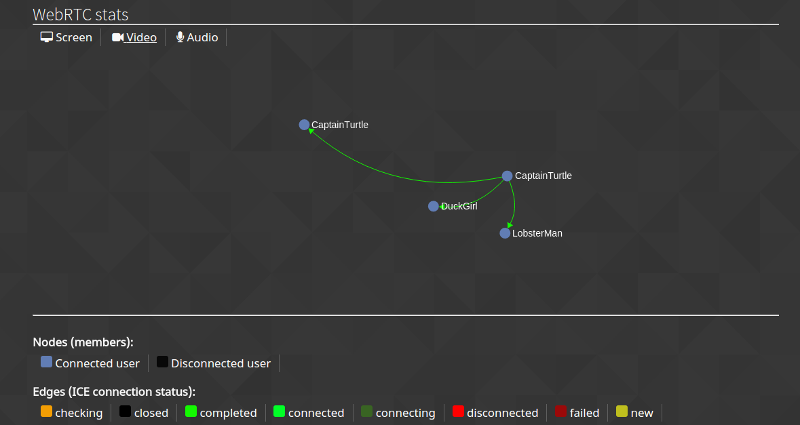 WebRTC stats
Screen Video Audio
CaptainTurtle
CaptainTurtle
DuckGirl
LobsterMan
Nodes (members):
Connected user Disconnected user
Edges (ICE connection status):
checking closed completed connected connecting disconnected failed new